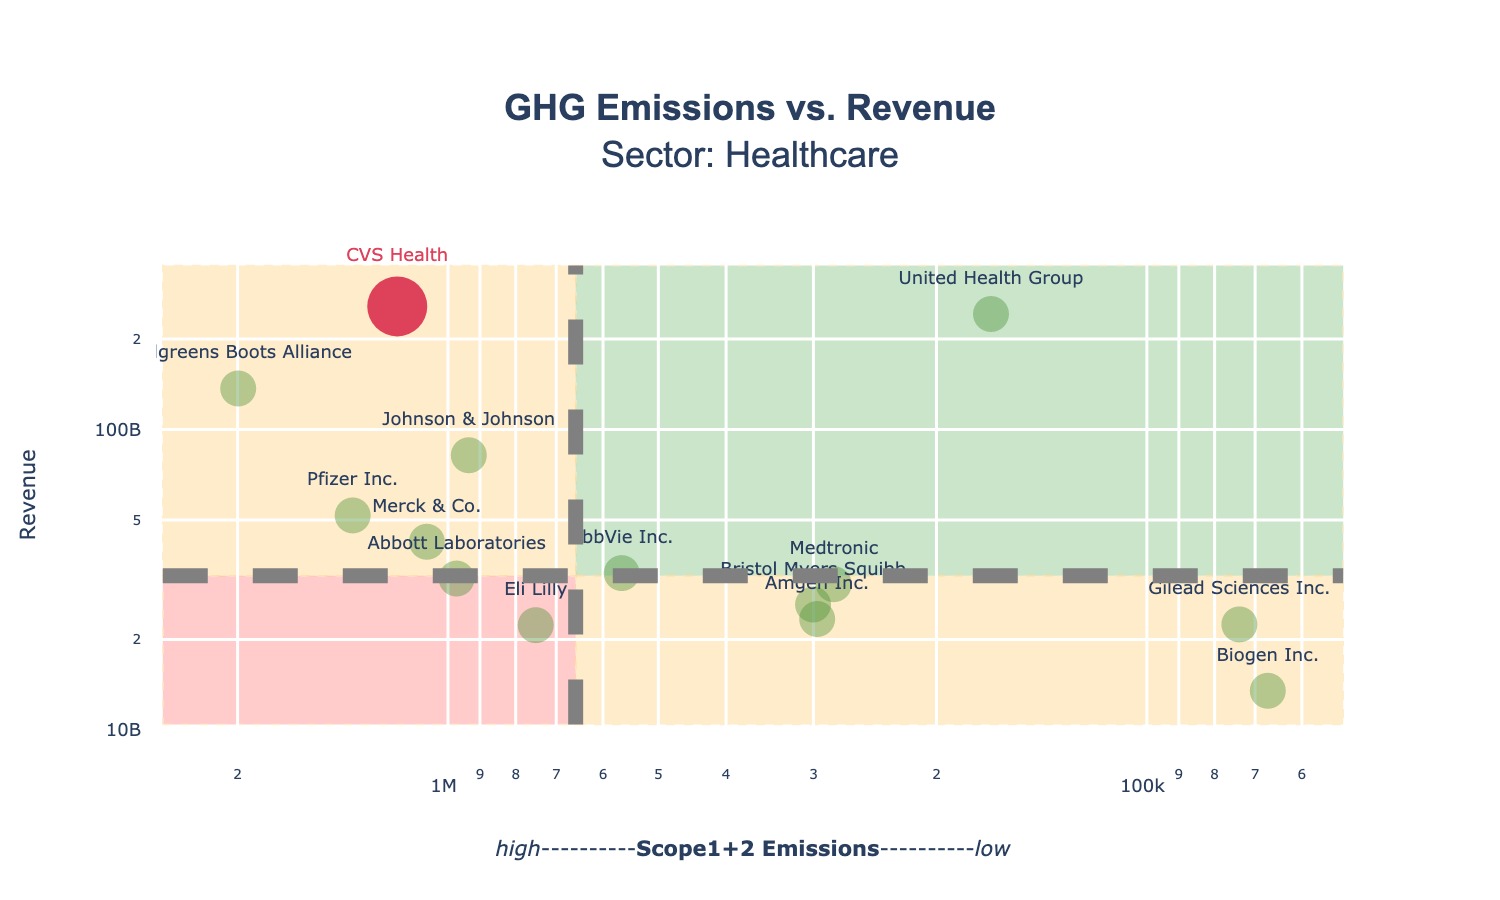 GHG Emissions vs. Revenue
Sector: Healthcare
CVS Health
United Health Group
2
lgreens Boots Alliance
Johnson & Johnson
100B
Pfizer Inc.
Merck & Co.
5
Abbott Laboratories
bbVie Inc.
Medtronic
Bristol Myers Squibb
Amgen Inc.
Eli Lilly
Gilead Sciences Inc.
2
Biogen Inc.
10B
Revenue
2 1M 9 8 7 6 5 4 3 2 100k 9 8 7 6
high----------Scope1+2 Emissions----------low